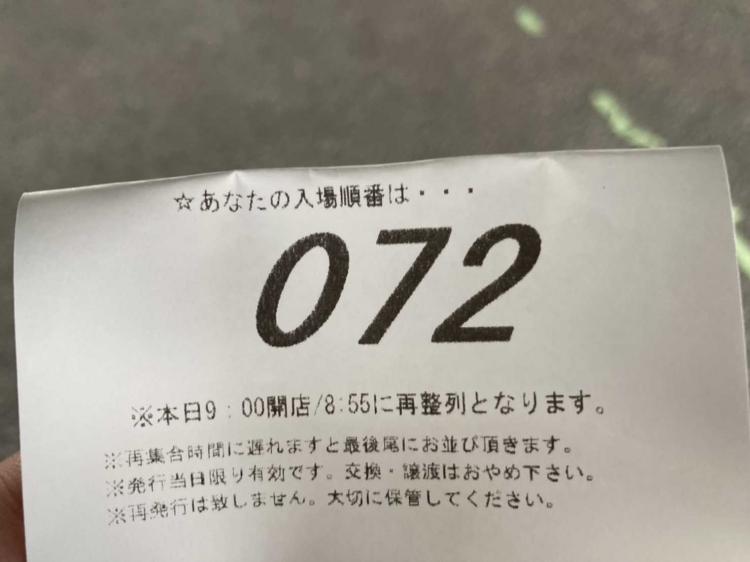 ☆あなたの入場順番は・・・
072
※本日9:00開店/8:55に再整列となります。
※再集合時間に遅れますと最後尾にお並び頂きます。
※発行当日限り有効です。交換・譲渡はおやめ下さい。
※再発行は致しません。大切に保管してください。